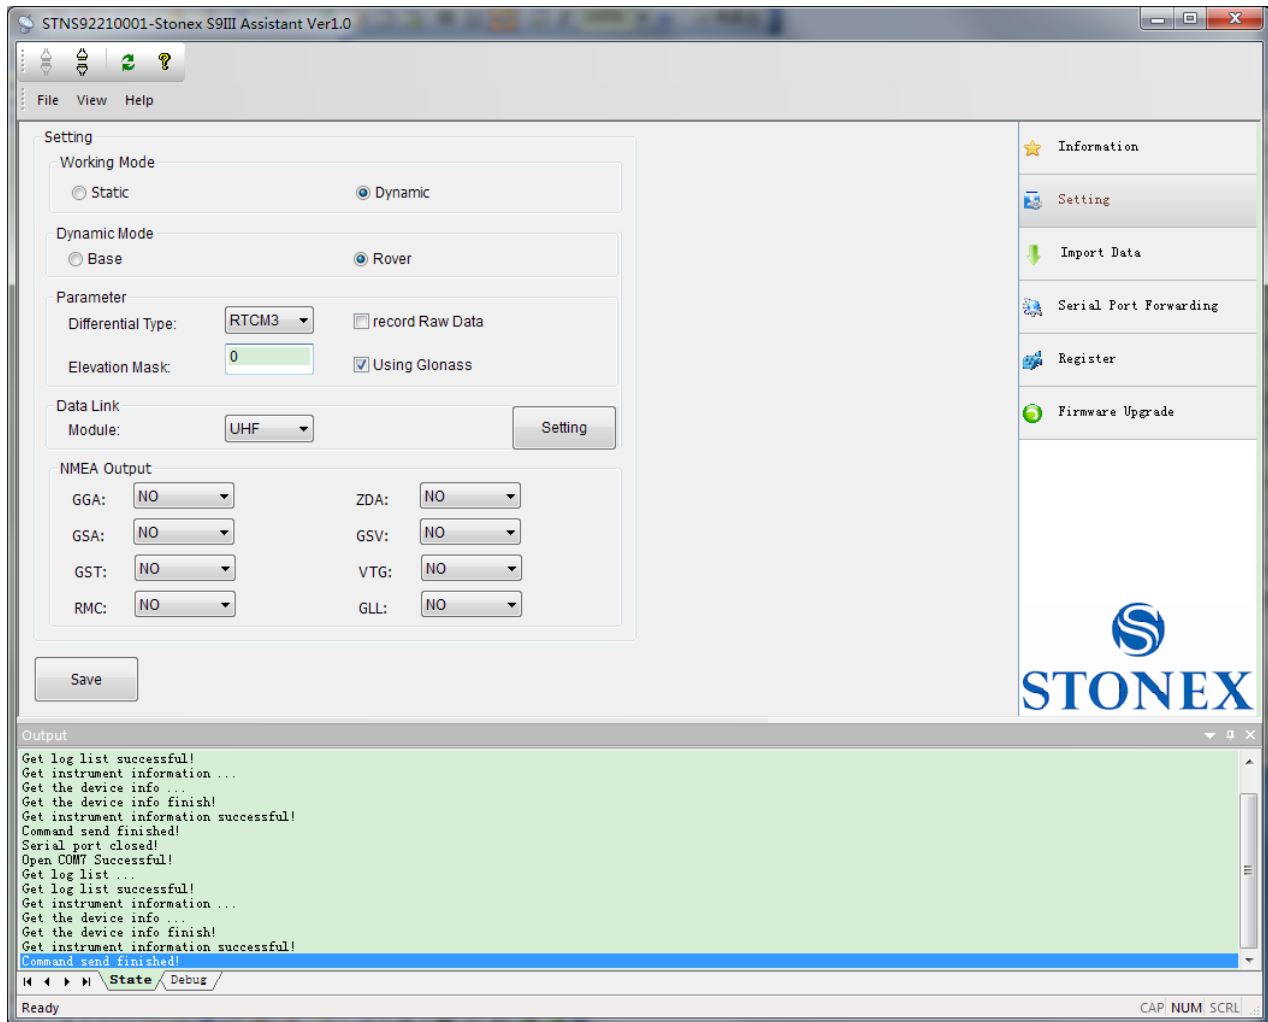 STNS92210001-Stonex S9III Assistant Ver1.0
File View Help
Setting
Working Mode
Static Dynamic
Dynamic Mode
Base Rover
Parameter
Differential Type: RTCM3 record Raw Data
Elevation Mask: 0 Using Glonass
Data Link
Module: UHF Setting
NMEA Output
GGA: NO ZDA: NO
GSA: NO GSV: NO
GST: NO VTG: NO
RMC: NO GLL: NO
Save
Information
Setting
Import Data
Serial Port Forwarding
Register
Firmware Upgrade
STONEX
Output
Get log list successful!
Get instrument information ...
Get the device info ...
Get the device info finish!
Get instrument information successful!
Command send finished!
Serial port closed!
Open COM7 Successful!
Get log list ...
Get log list successful!
Get instrument information ...
Get the device info ...
Get the device info finish!
Get instrument information successful!
Command send finished!
State Debug
Ready CAP NUM SCRL